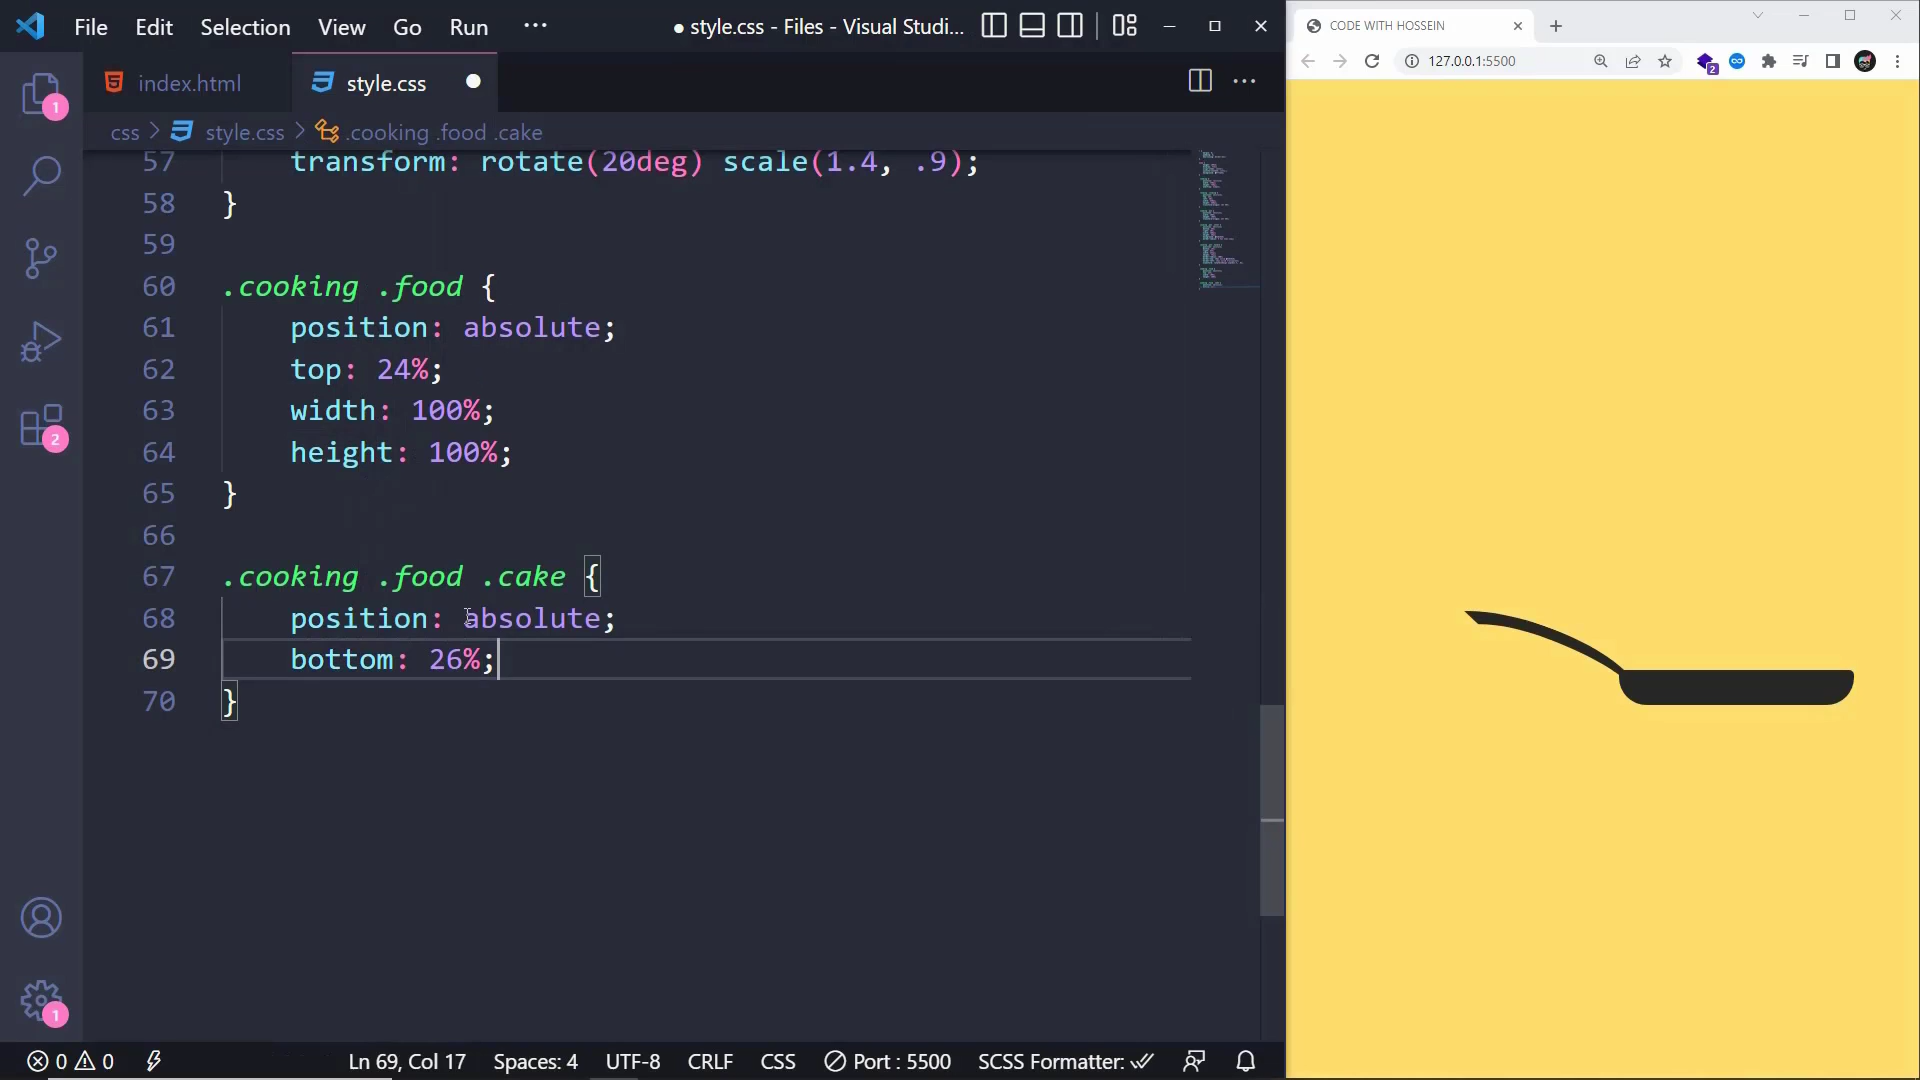 File Edit Selection View Go Run ··· ● style.css - Files - Visual Studi...
index.html style.css
css > style.css > .cooking .food .cake
57 transform: rotate(20deg) scale(1.4, .9);
58 }
59
60 .cooking .food {
61 position: absolute;
62 top: 24%;
63 width: 100%;
64 height: 100%;
65 }
66
67 .cooking .food .cake {
68 position: absolute;
69 bottom: 26%;
70 }
1
2
1
0 0 Ln 69, Col 17 Spaces: 4 UTF-8 CRLF CSS Port : 5500 SCSS Formatter:
CODE WITH HOSSEIN
127.0.0.1:5500
2